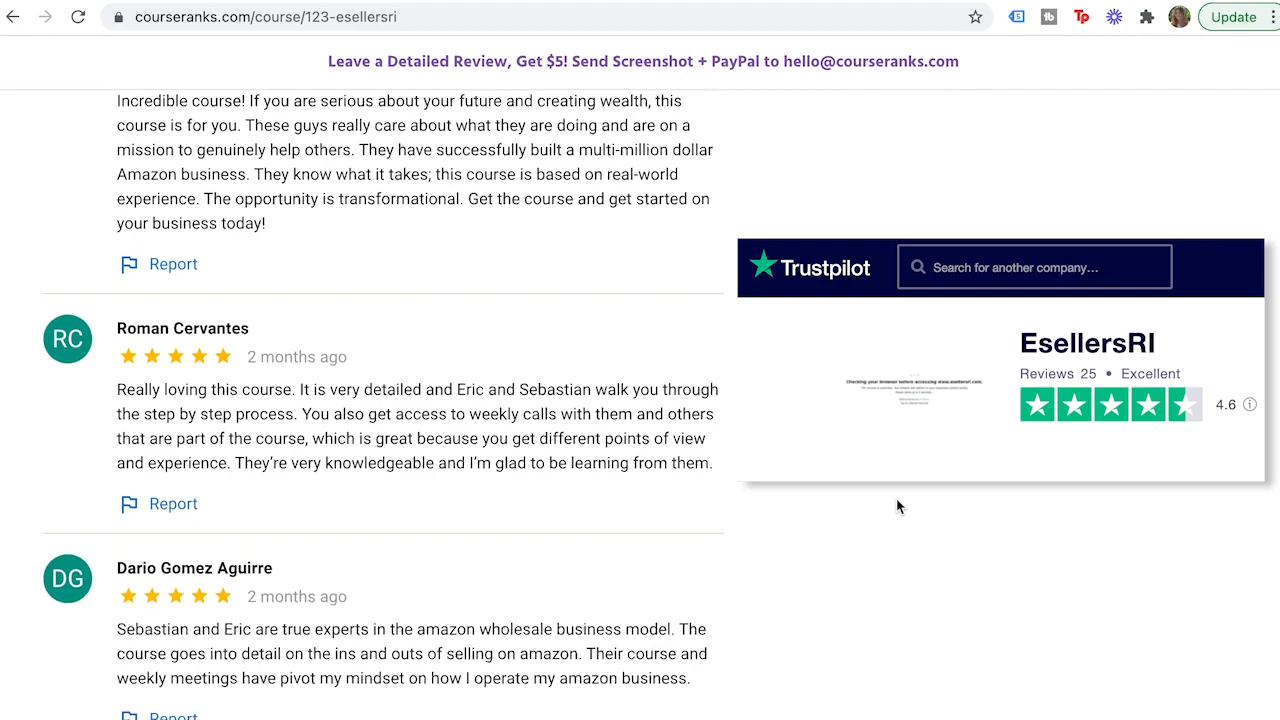 courseranks.com/course/123-esellersri
Update
Leave a Detailed Review, Get $5! Send Screenshot + PayPal to hello@courseranks.com
Incredible course! If you are serious about your future and creating wealth, this
course is for you. These guys really care about what they are doing and are on a
mission to genuinely help others. They have successfully built a multi-million dollar
Amazon business. They know what it takes; this course is based on real-world
experience. The opportunity is transformational. Get the course and get started on
your business today!
Report
RC
Roman Cervantes
2 months ago
Really loving this course. It is very detailed and Eric and Sebastian walk you through
the step by step process. You also get access to weekly calls with them and others
that are part of the course, which is great because you get different points of view
and experience. They're very knowledgeable and I'm glad to be learning from them.
Report
DG
Dario Gomez Aguirre
2 months ago
Sebastian and Eric are true experts in the amazon wholesale business model. The
course goes into detail on the ins and outs of selling on amazon. Their course and
weekly meetings have pivot my mindset on how I operate my amazon business.
Report
Trustpilot
Search for another company...
Checking your browser before accessing www.esellersri.com.
EsellersRI
Reviews 25 • Excellent
4.6